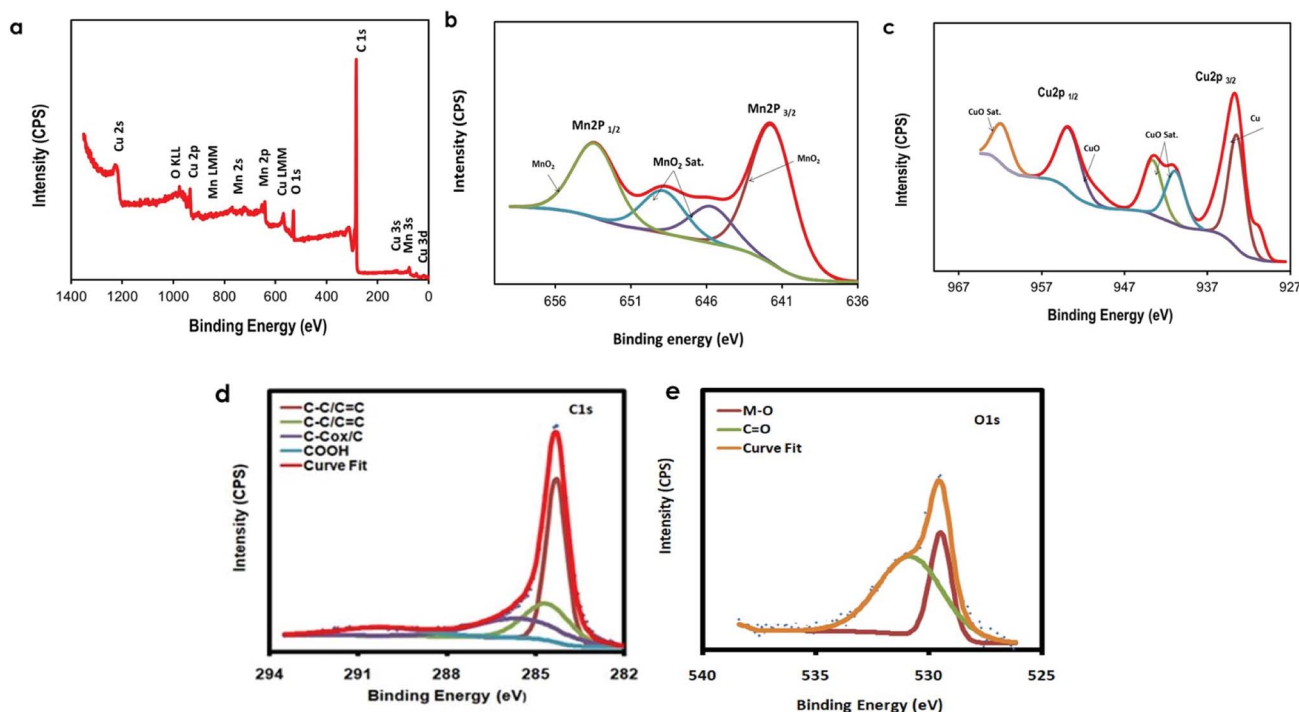 a
Intensity (CPS)
Cu 2s
O KLL
Cu 2p
Mn LMM
Mn 2s
Mn 2p
Cu LMM
O 1s
C 1s
Cu 3s
Mn 3s
Cu 3d
1400 1200 1000 800 600 400 200 0
Binding Energy (eV)
b
Intensity (CPS)
Mn2P 1/2
Mn2P 3/2
MnO2
MnO2 Sat.
MnO2
656 651 646 641 636
Binding energy (eV)
c
Intensity (CPS)
Cu2p 1/2
Cu2p 3/2
CuO Sat.
CuO
CuO Sat.
Cu
967 957 947 937 927
Binding Energy (eV)
d
C-C/C=C
C-C/C=C
C-Cox/C
COOH
Curve Fit
C1s
Intensity (CPS)
294 291 288 285 282
Binding Energy (eV)
e
M-O
C=O
Curve Fit
O1s
Intensity (CPS)
540 535 530 525
Binding Energy (eV)